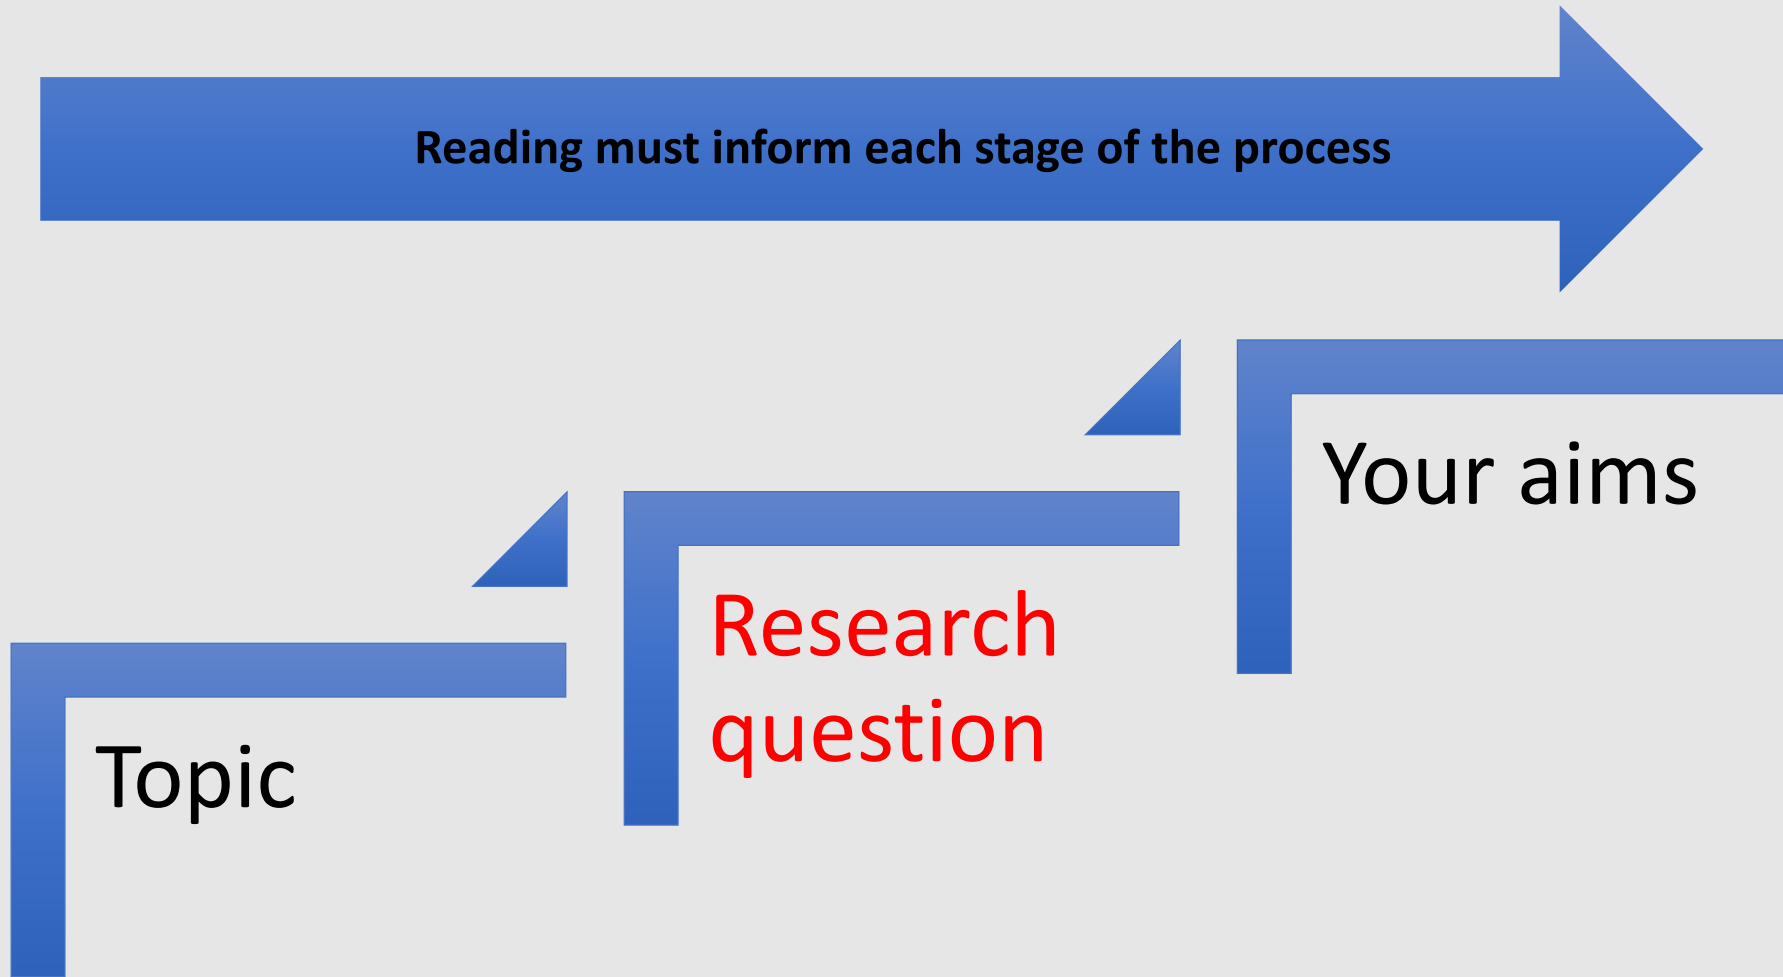 Reading must inform each stage of the process
Your aims
Research
question
Topic